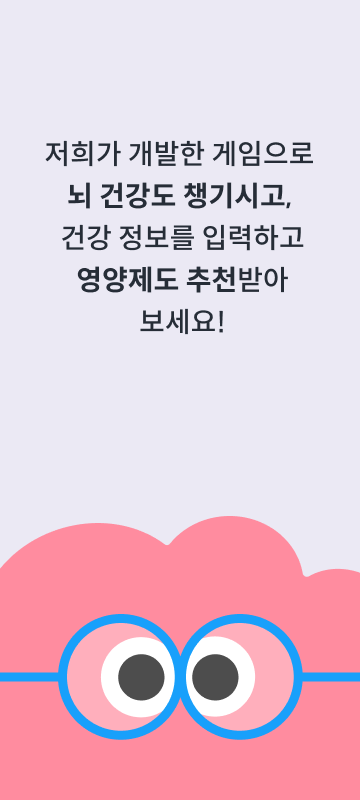 저희가 개발한 게임으로
뇌 건강도 챙기시고,
건강 정보를 입력하고
영양제도 추천받아
보세요!